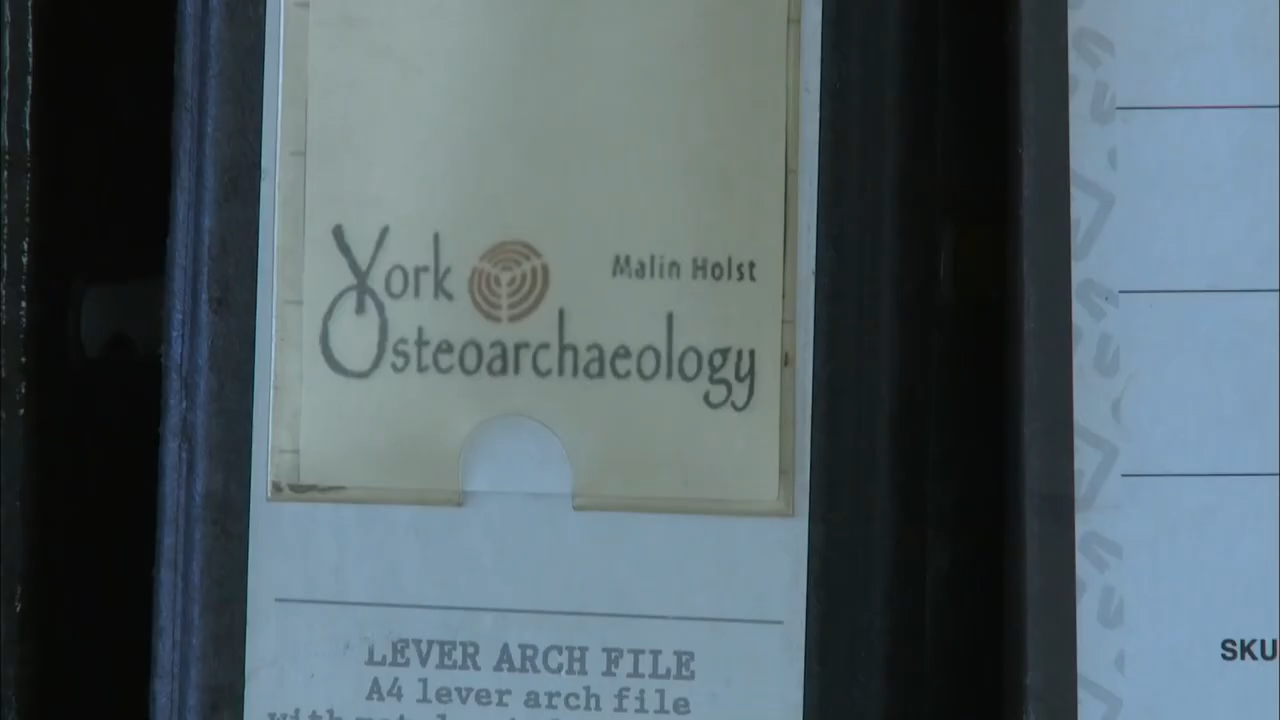 York
Malin Holst
Osteoarchaeology
LEVER ARCH FILE
A4 lever arch file
SKU